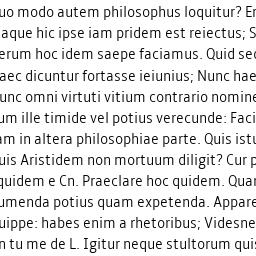 uo modo autem philosophus loquitur? Er
aque hic ipse iam pridem est reiectus; S
erum hoc idem saepe faciamus. Quid sec
aec dicuntur fortasse ieiunius; Nunc hae
unc omni virtuti vitium contrario nomine
um ille timide vel potius verecunde: Faci
am in altera philosophiae parte. Quis istu
uis Aristidem non mortuum diligit? Cur p
quidem e Cn. Praeclare hoc quidem. Quar
umenda potius quam expetenda. Appare
uippe: habes enim a rhetoribus; Videsne
n tu me de L. Igitur neque stultorum quis